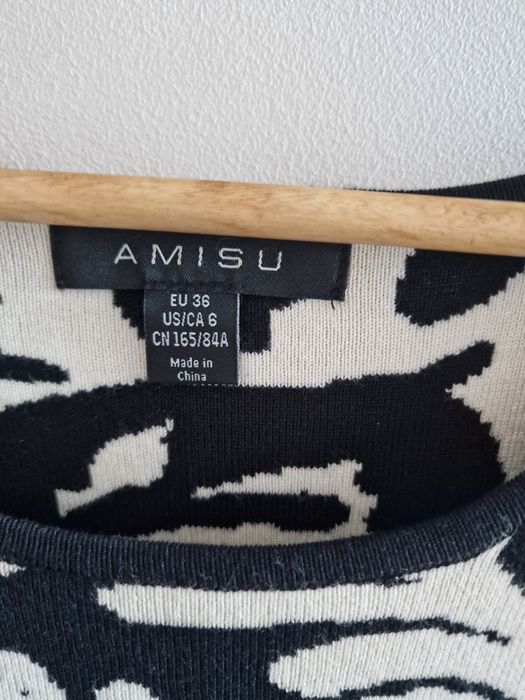 AMISU
EU 36
US/CA 6
CN 165/84A
Made in
China